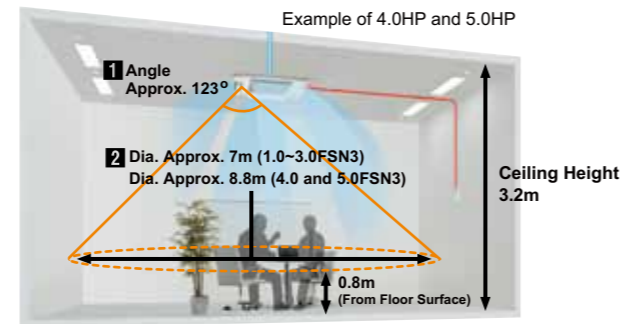 Example of 4.0HP and 5.0HP
1 Angle
Approx. 123°
2 Dia. Approx. 7m (1.0~3.0FSN3)
Dia. Approx. 8.8m (4.0 and 5.0FSN3)
Ceiling Height
3.2m
0.8m
(From Floor Surface)